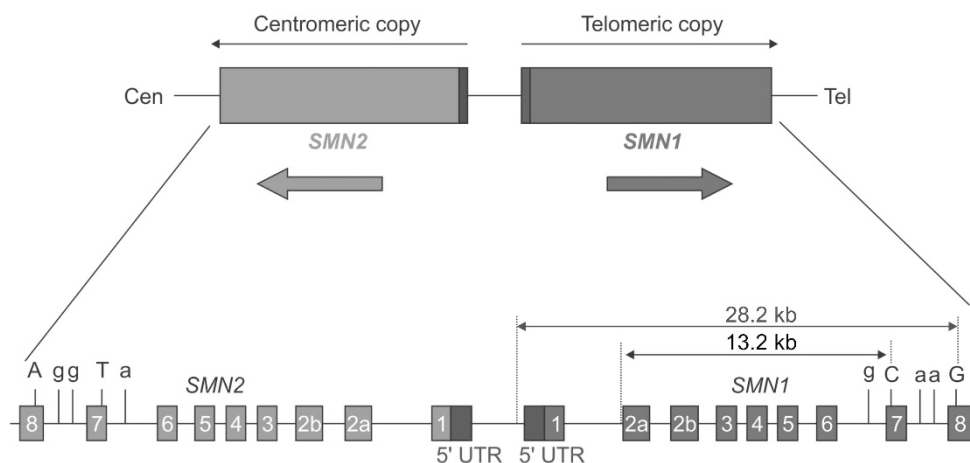 Centromeric copy Telomeric copy
Cen Tel
SMN2 SMN1
28.2 kb
13.2 kb
A g g T a SMN2 SMN1 g C a a G
8 7 6 5 4 3 2b 2a 1 1 2a 2b 3 4 5 6 7 8
5' UTR 5' UTR